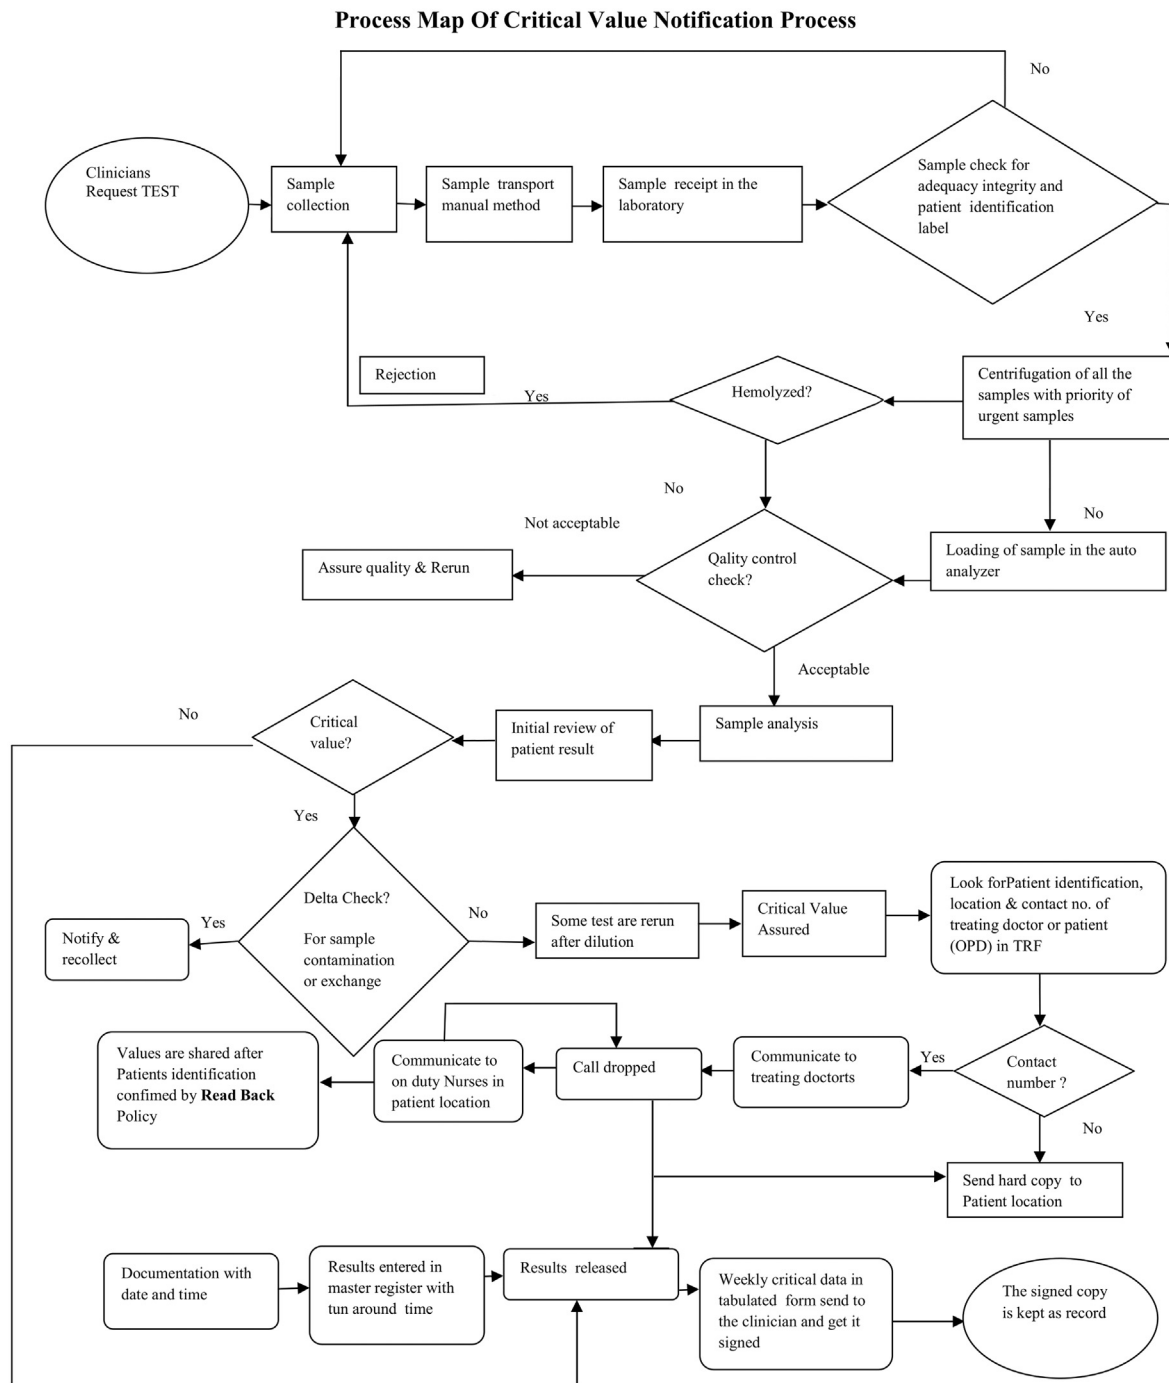 Process Map Of Critical Value Notification Process
No
Clinicians
Request TEST
Sample
collection
Sample transport
manual method
Sample receipt in the
laboratory
Sample check for
adequacy integrity and
patient identification
label
Yes
Rejection
Yes
Hemolyzed?
Centrifugation of all the
samples with priority of
urgent samples
No
No
Not acceptable
Assure quality & Rerun
Qality control
check?
Loading of sample in the auto
analyzer
Acceptable
No
Critical
value?
Initial review of
patient result
Sample analysis
Yes
Delta Check?
For sample
contamination
or exchange
Yes
Notify &
recollect
No
Some test are rerun
after dilution
Critical Value
Assured
Look forPatient identification,
location & contact no. of
treating doctor or patient
(OPD) in TRF
Values are shared after
Patients identification
confimed by Read Back
Policy
Communicate to
on duty Nurses in
patient location
Call dropped
Communicate to
treating doctorts
Yes
Contact
number ?
No
Send hard copy to
Patient location
Documentation with
date and time
Results entered in
master register with
tun around time
Results released
Weekly critical data in
tabulated form send to
the clinician and get it
signed
The signed copy
is kept as record